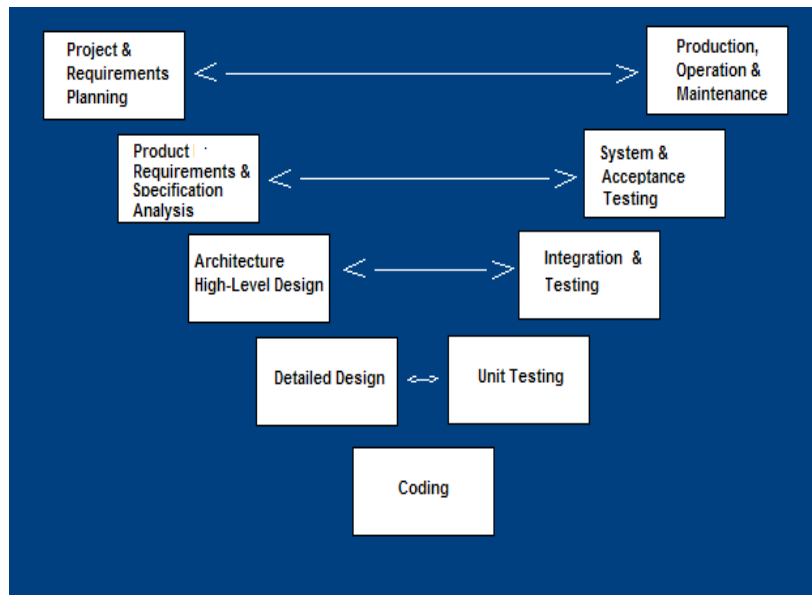 Project &
Requirements
Planning
Production,
Operation &
Maintenance
Product
Requirements &
Specification
Analysis
System &
Acceptance
Testing
Architecture
High-Level Design
Integration &
Testing
Detailed Design
Unit Testing
Coding